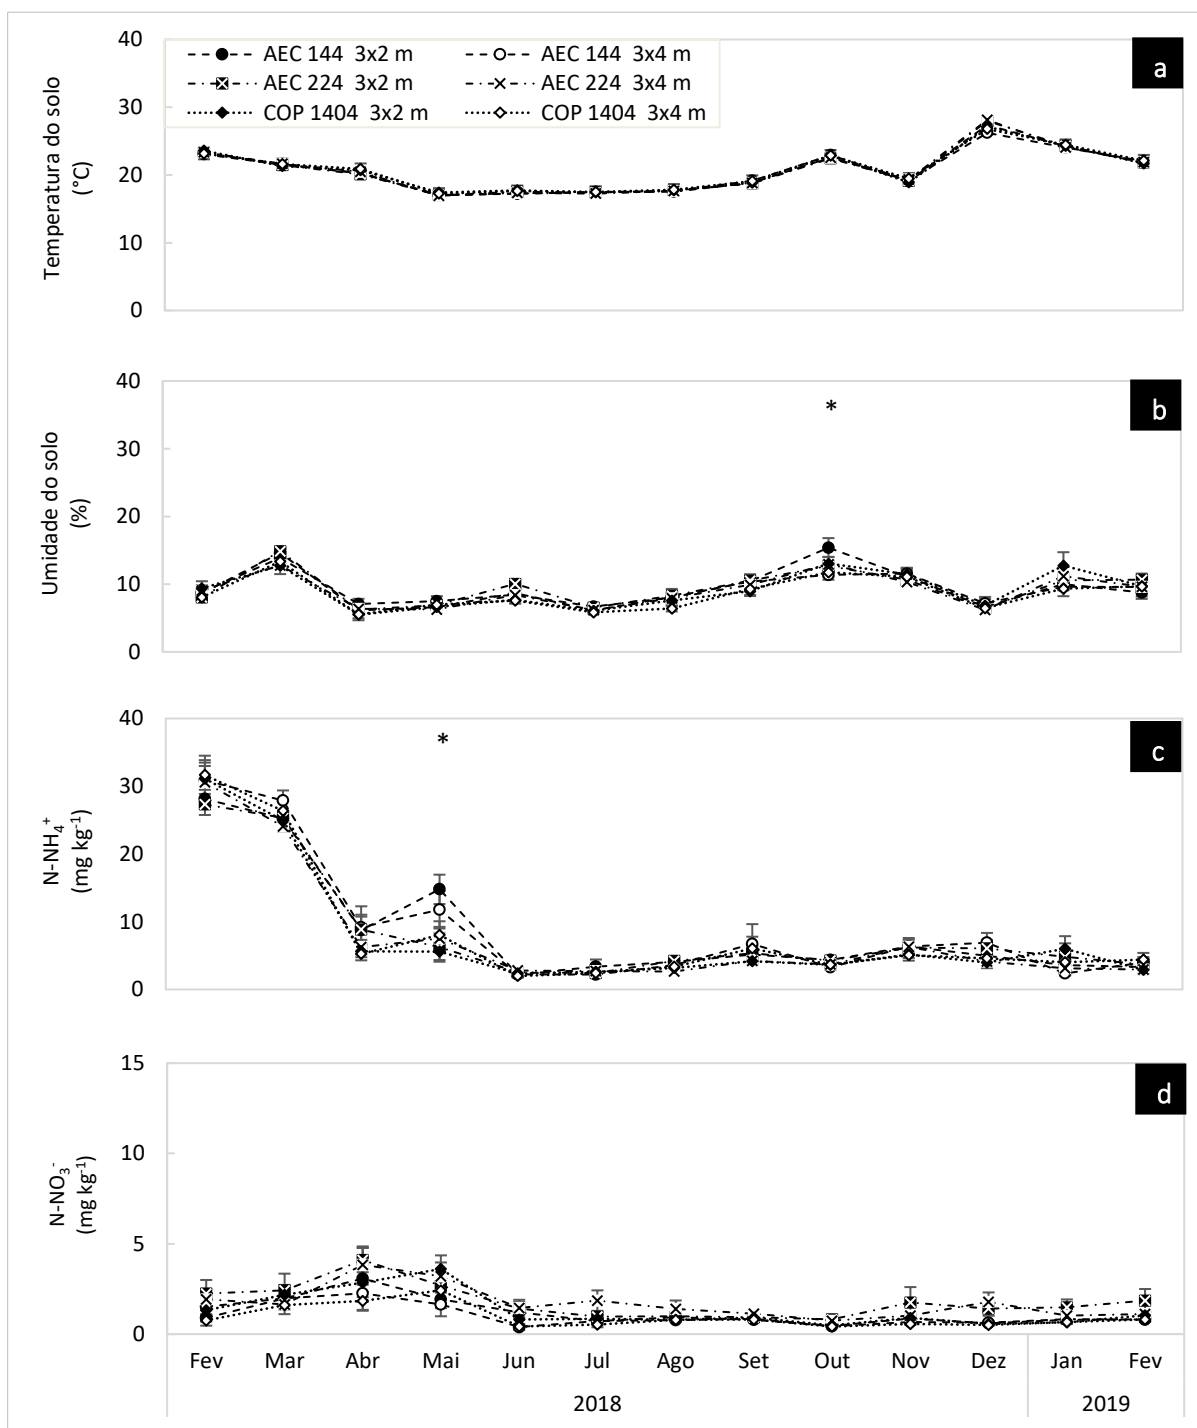 40
30
20
10
0
Temperatura do solo
(°C)
AEC 144 3x2 m
AEC 144 3x4 m
AEC 224 3x2 m
AEC 224 3x4 m
COP 1404 3x2 m
COP 1404 3x4 m
a
40
30
20
10
0
Umidade do solo
(%)
*
b
40
30
20
10
0
N-NH₄⁺
(mg kg⁻¹)
*
c
15
10
5
0
N-NO₃⁻
(mg kg⁻¹)
d
Fev Mar Abr Mai Jun Jul Ago Set Out Nov Dez Jan Fev
2018 2019